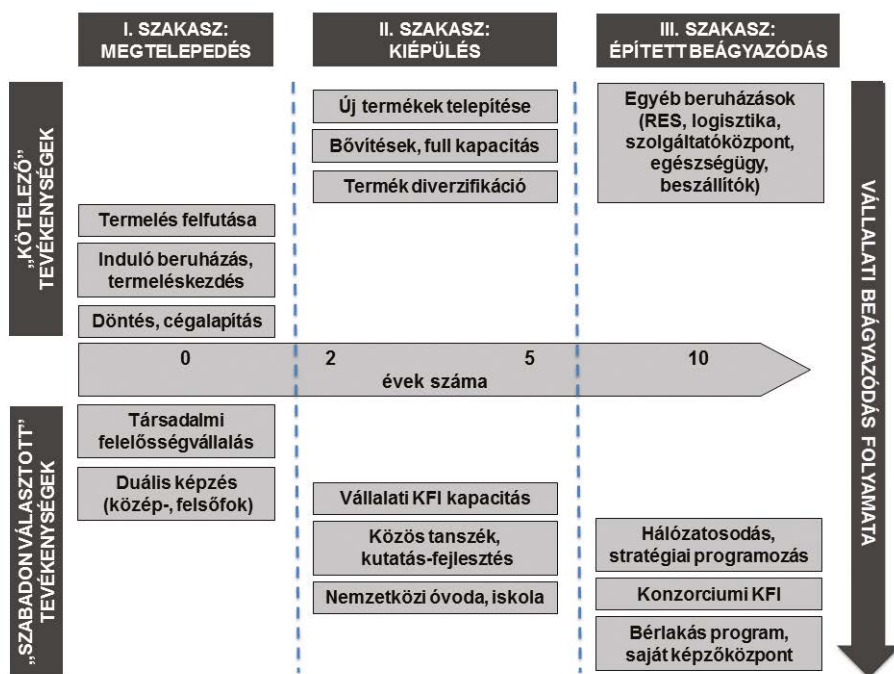 I. SZAKASZ:
MEGTELEPEDÉS
II. SZAKASZ:
KIÉPÜLÉS
III. SZAKASZ:
ÉPÍTETT BEÁGYAZÓDÁS
„KÖTELEZŐ”
TEVÉKENYSÉGEK
Új termékek telepítése
Bővítések, full kapacitás
Termék diverzifikáció
Egyéb beruházások
(RES, logisztika,
szolgáltatóközpont,
egészségügy,
beszállítók)
Termelés felfutása
Induló beruházás,
termeléskezdés
Döntés, cégalapítás
0 2 5 10
évek száma
„SZABADON VÁLASZTOTT”
TEVÉKENYSÉGEK
Társadalmi
felelősségvállalás
Duális képzés
(közép-, felsőfok)
Vállalati KFI kapacitás
Közös tanszék,
kutatás-fejlesztés
Nemzetközi óvoda, iskola
Hálózatosodás,
stratégiai programozás
Konzorciumi KFI
Bérlakás program,
saját képzőközpont
VÁLLALATI BEÁGYAZÓDÁS FOLYAMATA